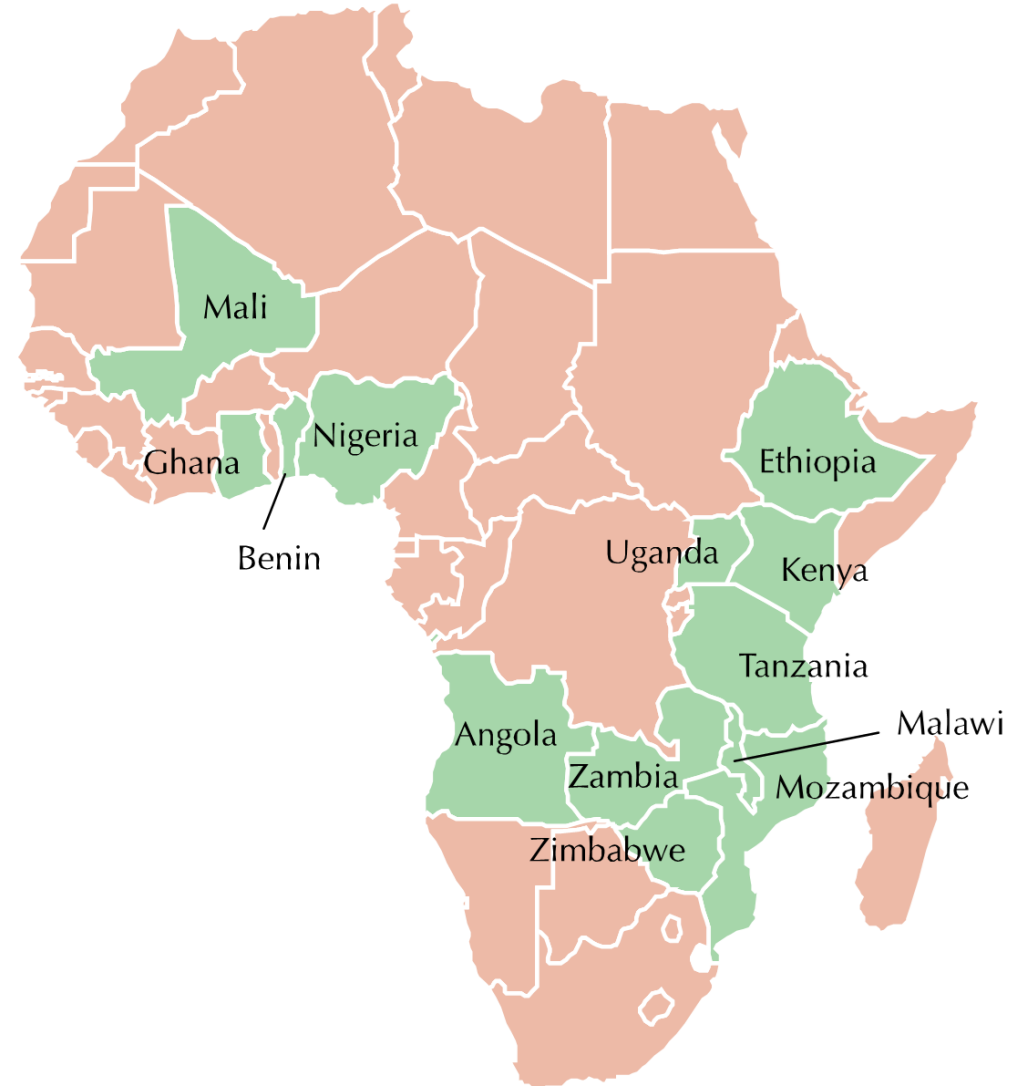 Mali
Nigeria
Ghana
Ethiopia
Benin
Uganda
Kenya
Tanzania
Malawi
Angola
Zambia
Mozambique
Zimbabwe